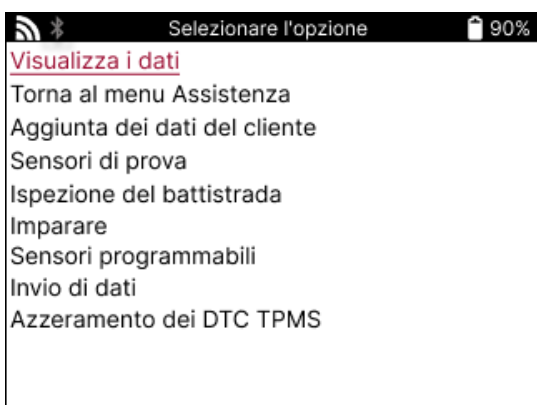 Selezionare l'opzione 90%
Visualizza i dati
Torna al menu Assistenza
Aggiunta dei dati del cliente
Sensori di prova
Ispezione del battistrada
Imparare
Sensori programmabili
Invio di dati
Azzeramento dei DTC TPMS